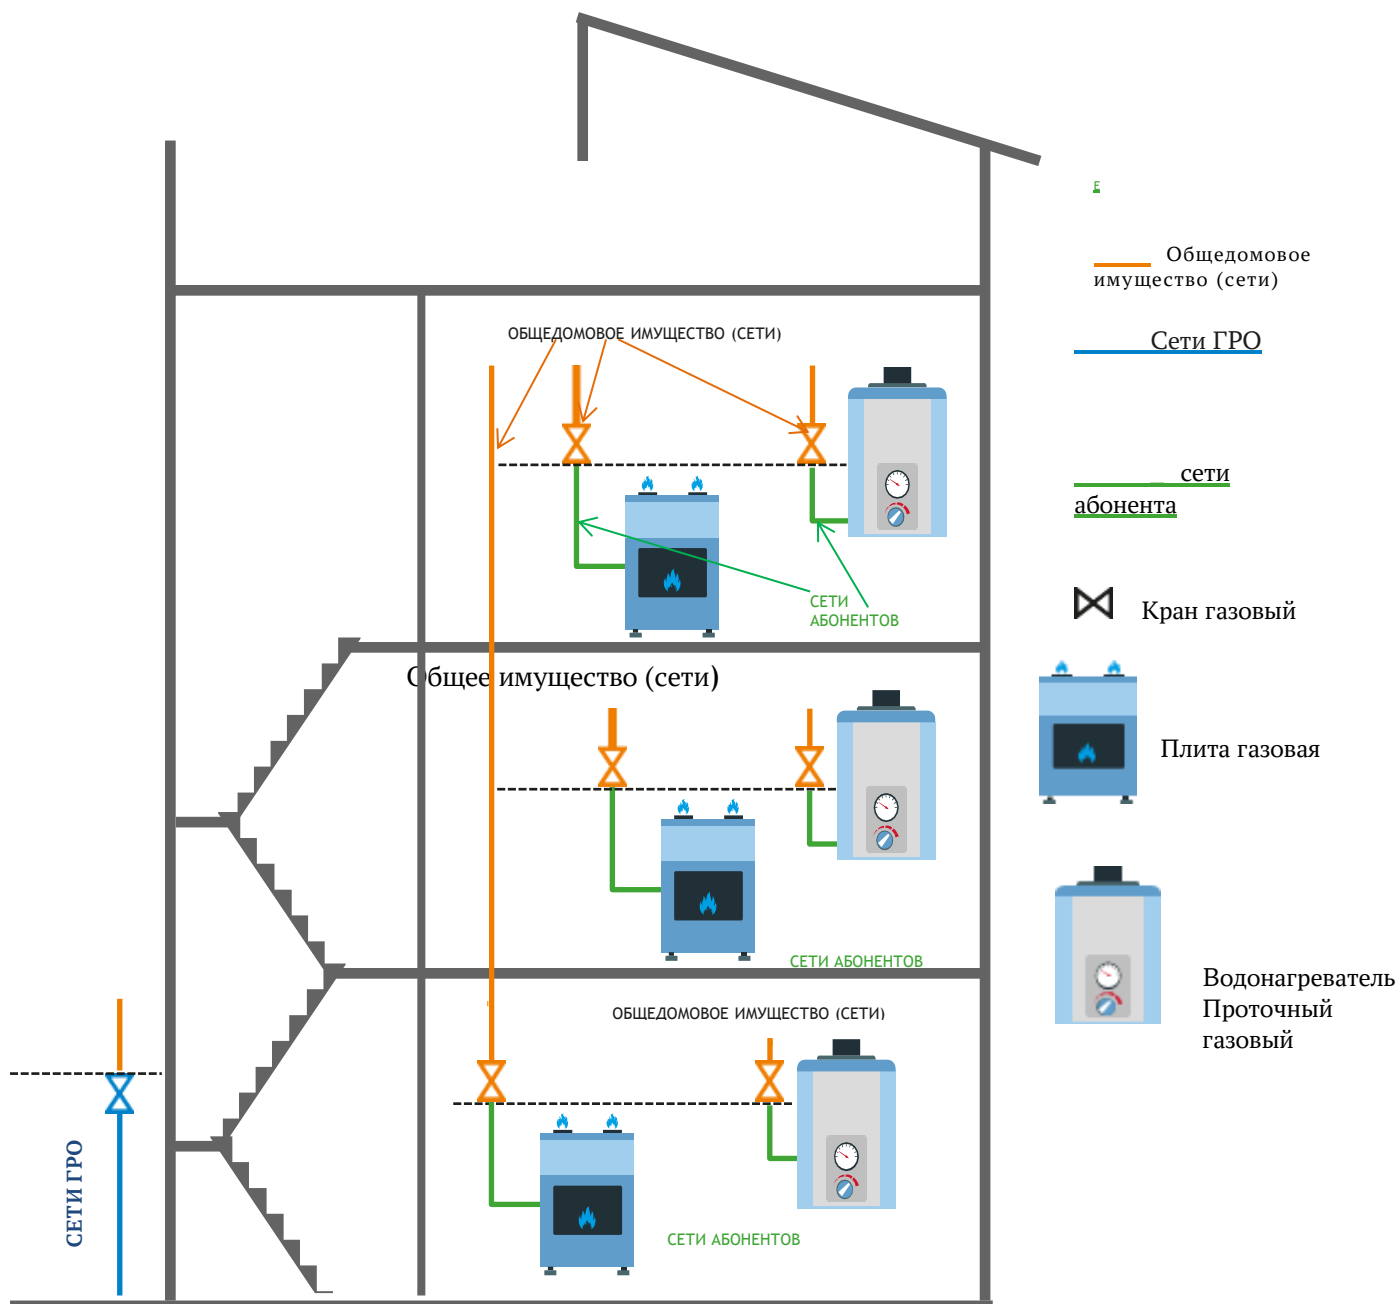 Е
Общедомовое
имущество (сети)
ОБЩЕДОМОВОЕ ИМУЩЕСТВО (СЕТИ)
Сети ГРО
сети
абонента
СЕТИ
АБОНЕНТОВ
Кран газовый
Общее имущество (сети)
Плита газовая
СЕТИ АБОНЕНТОВ
Водонагреватель
Проточный
газовый
ОБЩЕДОМОВОЕ ИМУЩЕСТВО (СЕТИ)
СЕТИ ГРО
СЕТИ АБОНЕНТОВ